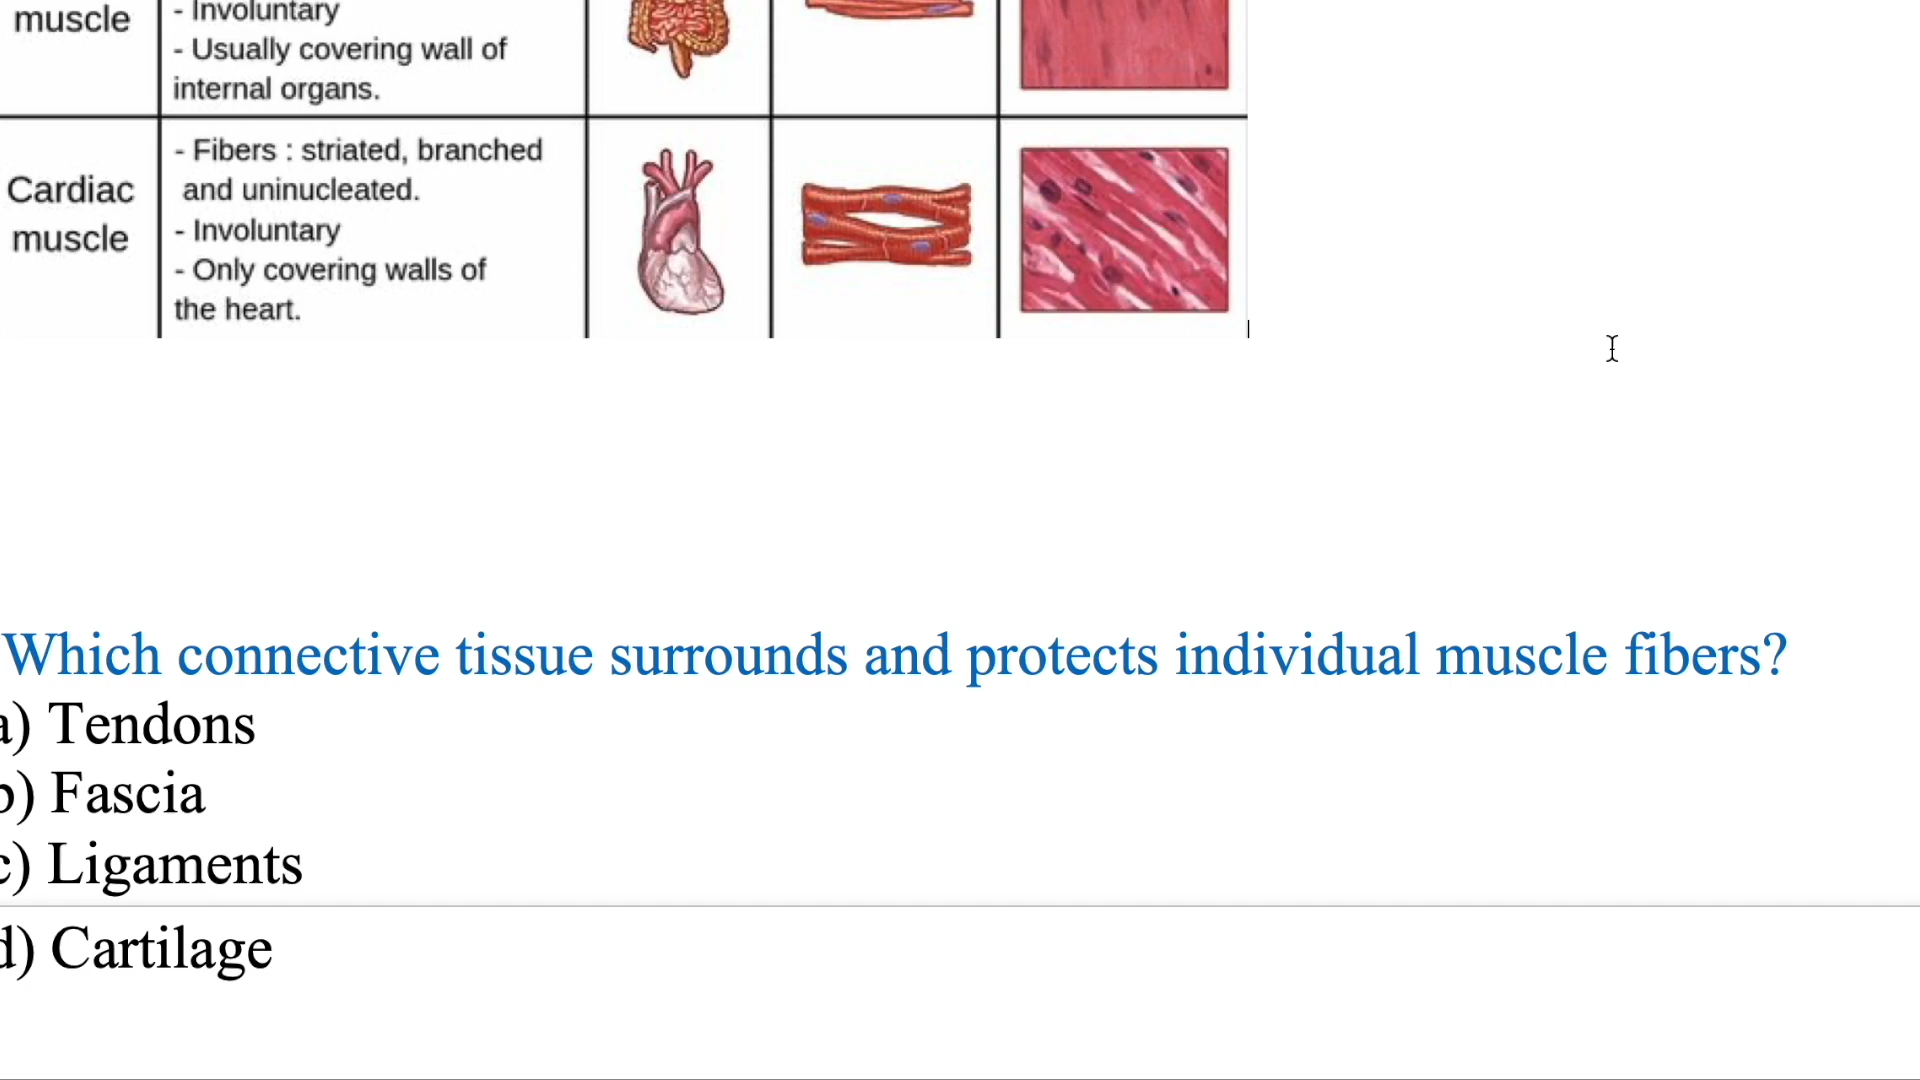 muscle
- Involuntary
- Usually covering wall of
internal organs.
Cardiac
muscle
- Fibers : striated, branched
and uninucleated.
- Involuntary
- Only covering walls of
the heart.
Which connective tissue surrounds and protects individual muscle fibers?
a) Tendons
b) Fascia
c) Ligaments
d) Cartilage